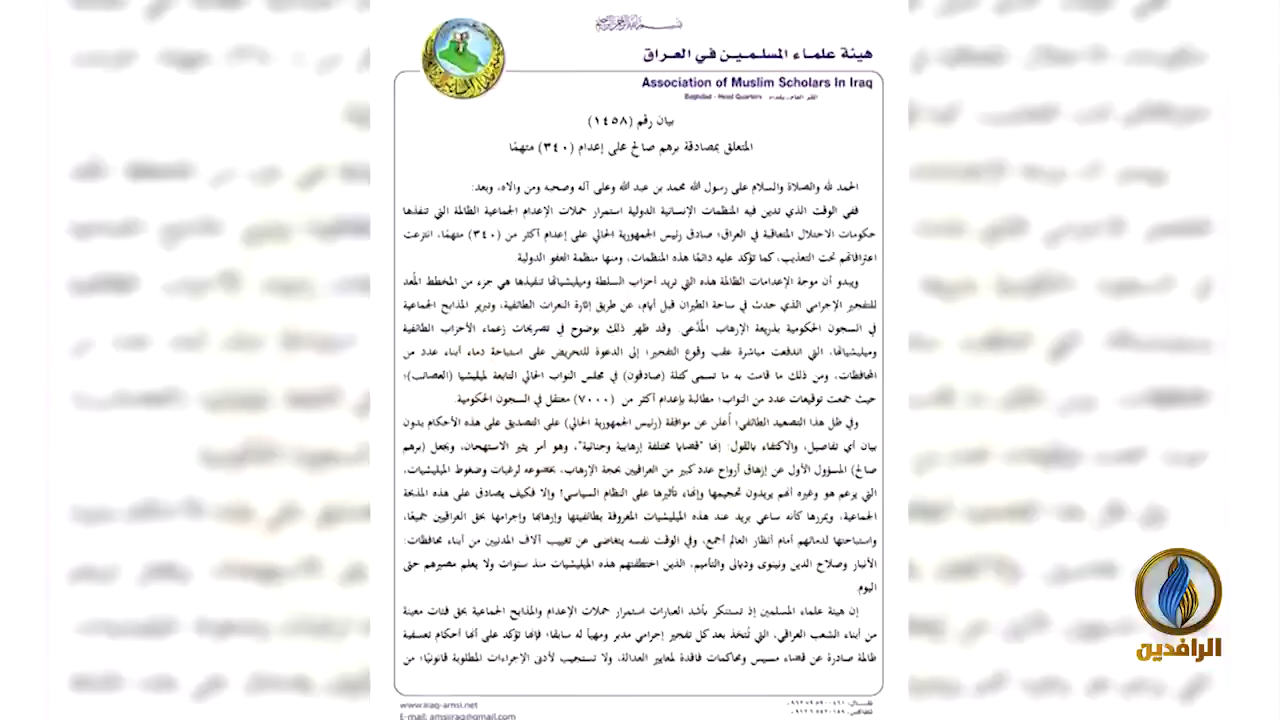 هيئة علماء المسلمين في العراق
Association of Muslim Scholars In Iraq
Baghdad - Head Quarters المقر العام ـ بغداد
بيان رقم (١٤٥٨)
المتعلق بمصادقة برهم صالح على إعدام (٣٤٠) متهمًا
الحمد لله والصلاة والسلام على رسول الله محمد بن عبد الله وعلى آله وصحبه ومن والاه، وبعد:
ففي الوقت الذي تدين فيه المنظمات الإنسانية الدولية استمرار حملات الإعدام الجماعية الظالمة التي تنفذها
حكومات الاحتلال المتعاقبة في العراق؛ صادق رئيس الجمهورية الحالي على إعدام أكثر من (٣٤٠) متهمًا، انتزعت
اعترافاتهم تحت التعذيب، كما تؤكد عليه دائمًا هذه المنظمات، ومنها منظمة العفو الدولية.
ويبدو أن موجة الإعدامات الظالمة هذه التي تريد أحزاب السلطة وميليشياتها تنفيذها هي جزء من المخطط المُعد
للتفجير الإجرامي الذي حدث في ساحة الطيران قبل أيام، عن طريق إثارة النعرات الطائفية، وتبرير المذابح الجماعية
في السجون الحكومية بذريعة الإرهاب المُدَّعى. وقد ظهر ذلك بوضوح في تصريحات زعماء الأحزاب الطائفية
وميليشياتها، التي اندفعت مباشرة عقب وقوع التفجير؛ إلى الدعوة للتحريض على استباحة دماء أبناء عدد من
المحافظات، ومن ذلك ما قامت به ما تسمى كتلة (صادقون) في مجلس النواب الحالي التابعة لميليشيا (العصائب)؛
حيث جمعت توقيعات عدد من النواب؛ مطالبة بإعدام أكثر من (٧٠٠٠) معتقل في السجون الحكومية.
وفي ظل هذا التصعيد الطائفي؛ أُعلن عن موافقة (رئيس الجمهورية الحالي) على التصديق على هذه الأحكام بدون
بيان أي تفاصيل، والاكتفاء بالقول: إنها "قضايا مختلفة إرهابية وجنائية"، وهو أمر يثير الاستهجان، ويجعل (برهم
صالح) المسؤول الأول عن إزهاق أرواح عدد كبير من العراقيين بحجة الإرهاب، بخضوعه لرغبات وضغوط الميليشيات،
التي يزعم هو وغيره أنهم يريدون تحجيمها وإنهاء تأثيرها على النظام السياسي! وإلا فكيف يصادق على هذه المذبحة
الجماعية، ويمررها كأنه ساعي بريد عند هذه الميليشيات المعروفة بطائفيتها وإرهابها وإجرامها بحق العراقيين جميعًا،
واستباحتها لدمائهم أمام أنظار العالم أجمع، وفي الوقت نفسه يتغاضى عن تغييب آلاف المدنيين من أبناء محافظات:
الأنبار وصلاح الدين ونينوى وديالى والتأميم، الذين اختطفتهم هذه الميليشيات منذ سنوات ولا يعلم مصيرهم حتى
اليوم.
إن هيئة علماء المسلمين إذ تستنكر بأشد العبارات استمرار حملات الإعدام والمذابح الجماعية بحق فئات معينة
من أبناء الشعب العراقي، التي تُتخذ بعد كل تفجير إجرامي مدبر ومهيأ له سابقا؛ فإنها تؤكد على أنها أحكام تعسفية
ظالمة صادرة عن قضاء مسيس ومحاكمات فاقدة لمعايير العدالة، ولا تستجيب لأدنى الإجراءات المطلوبة قانونيًا؛ من
www.iraq-amsi.net
E-mail: amsiiraq@gmail.com
الرافدين